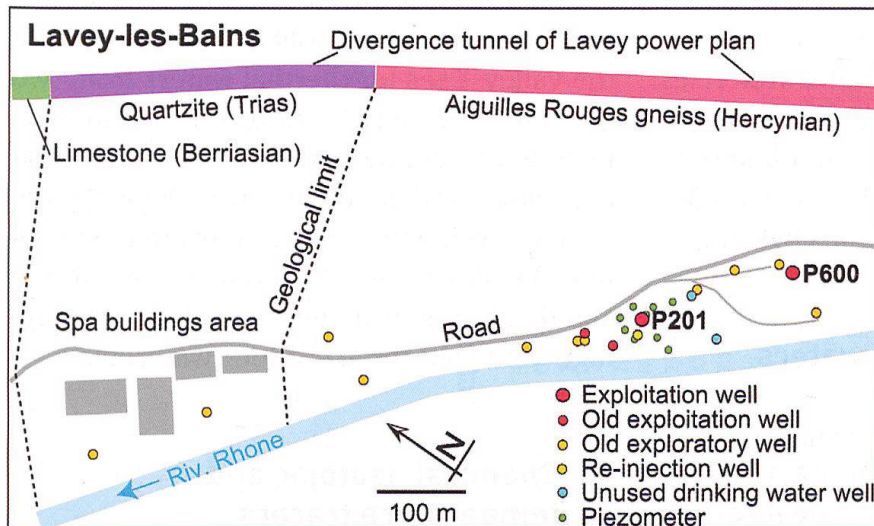 Lavey-les-Bains
Divergence tunnel of Lavey power plan
Quartzite (Trias)
Aiguilles Rouges gneiss (Hercynian)
Limestone (Berriasian)
Geological limit
P600
Spa buildings area
Road
P201
Riv. Rhone
N
100 m
Exploitation well
Old exploitation well
Old exploratory well
Re-injection well
Unused drinking water well
Piezometer